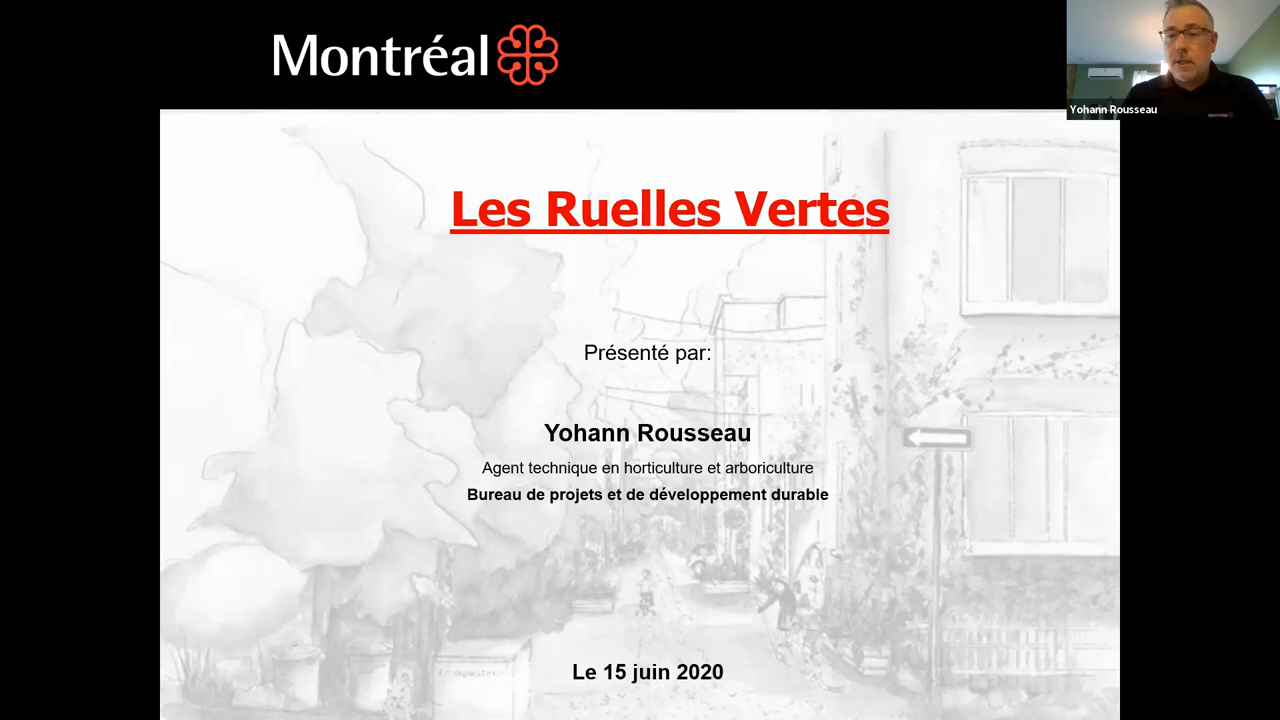 Montréal
Yohann Rousseau
Les Ruelles Vertes
Présenté par:
Yohann Rousseau
Agent technique en horticulture et arboriculture
Bureau de projets et de développement durable
Le 15 juin 2020